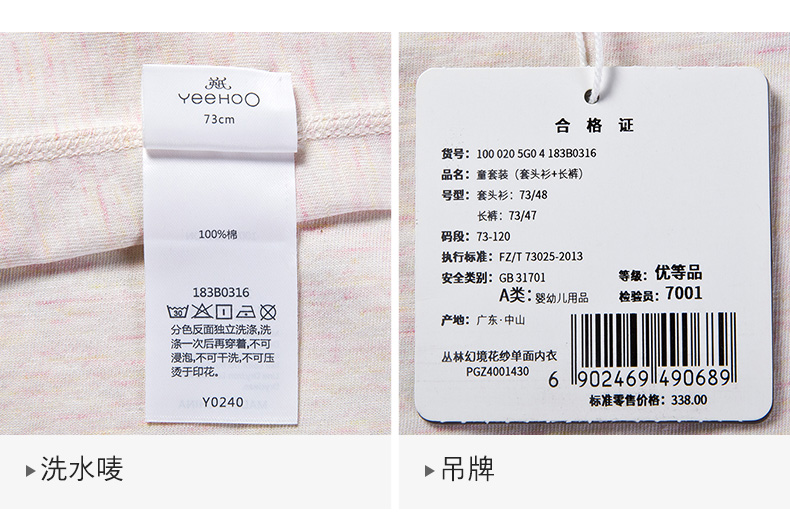 英氏
YeeHoO
73cm
100%棉
183B0316
30
分色反面独立洗涤,洗
涤一次后再穿着,不可
浸泡,不可干洗,不可压
烫于印花。
Y0240
▸洗水唛
合格证
货号：100 020 5G0 4 183B0316
品名：童套装（套头衫+长裤）
号型：套头衫：73/48
长裤：73/47
码段：73-120
执行标准：FZ/T 73025-2013
安全类别：GB 31701 等级：优等品
A类：婴幼儿用品 检验员：7001
产地：广东·中山
丛林幻境花纱单面内衣
PGZ4001430
6 902469 490689
标准零售价格：338.00
▸吊牌